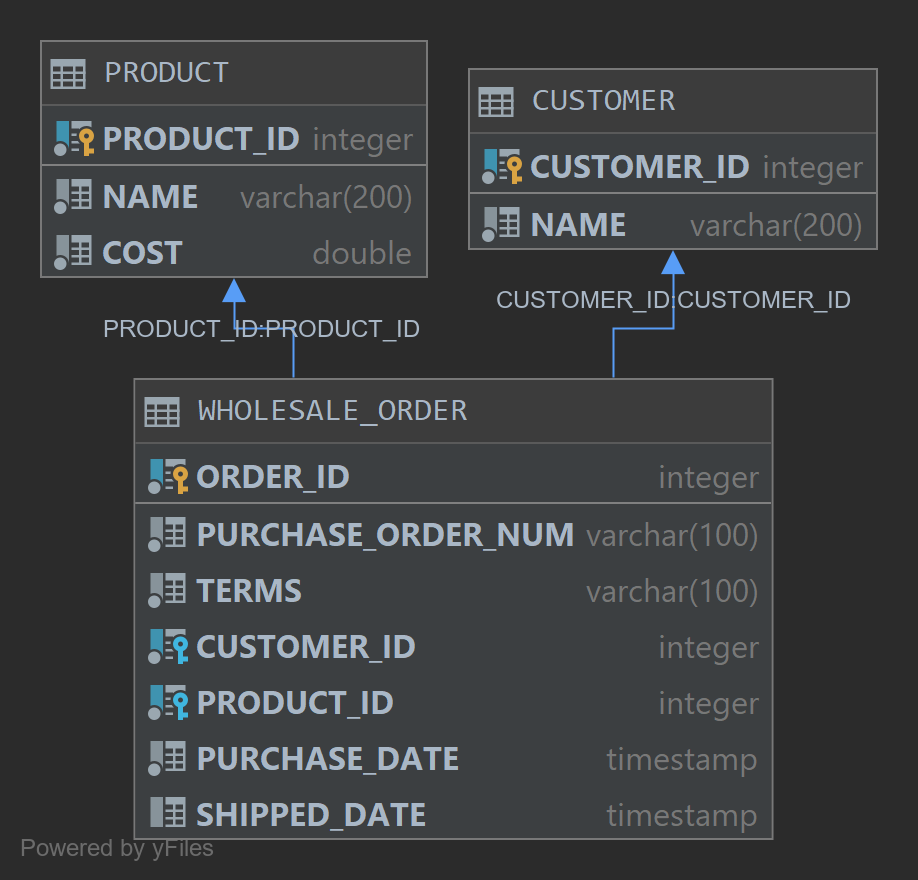 PRODUCT
PRODUCT_ID integer
NAME varchar(200)
COST double
CUSTOMER
CUSTOMER_ID integer
NAME varchar(200)
PRODUCT_ID:PRODUCT_ID
CUSTOMER_ID:CUSTOMER_ID
WHOLESALE_ORDER
ORDER_ID integer
PURCHASE_ORDER_NUM varchar(100)
TERMS varchar(100)
CUSTOMER_ID integer
PRODUCT_ID integer
PURCHASE_DATE timestamp
SHIPPED_DATE timestamp
Powered by yFiles